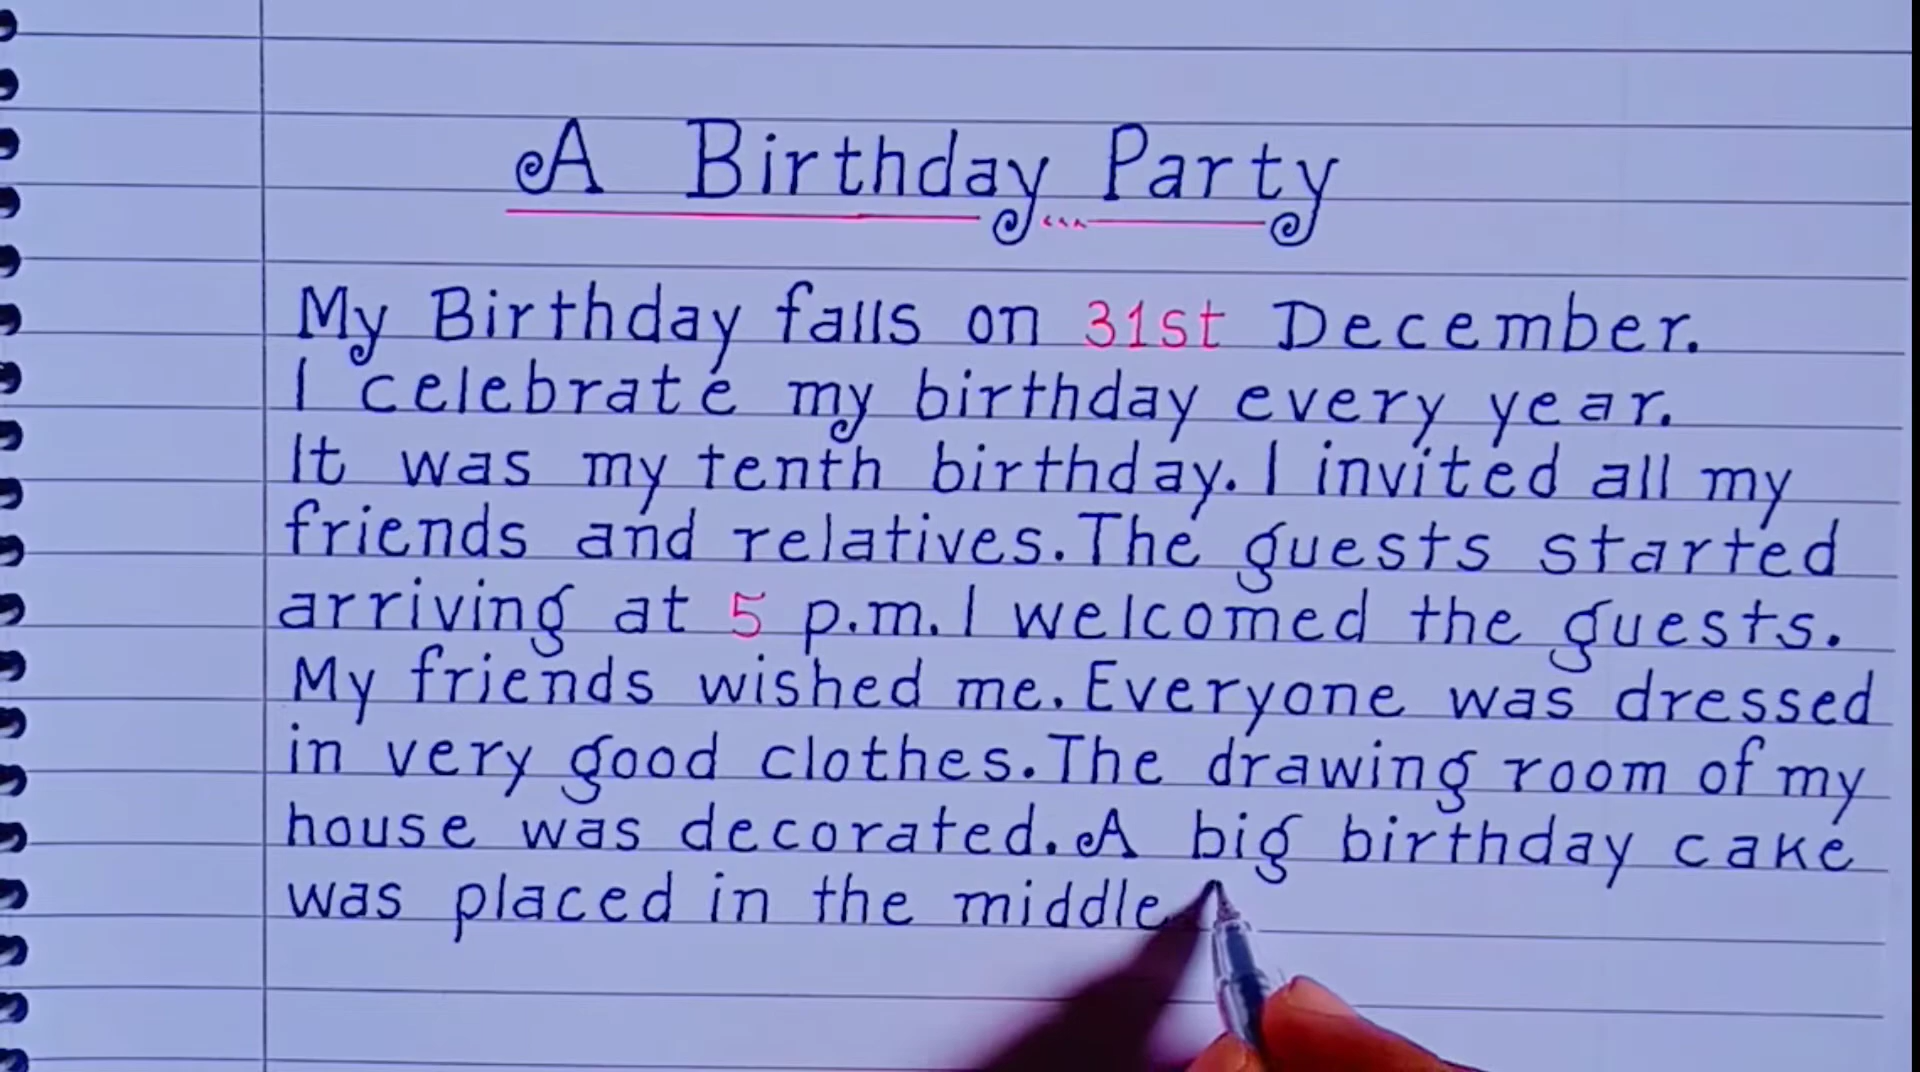 A Birthday Party
My Birthday falls on 31st December.
I celebrate my birthday every year.
It was my tenth birthday. I invited all my
friends and relatives. The guests started
arriving at 5 p.m. I welcomed the guests.
My friends wished me. Everyone was dressed
in very good clothes. The drawing room of my
house was decorated. A big birthday cake
was placed in the middle